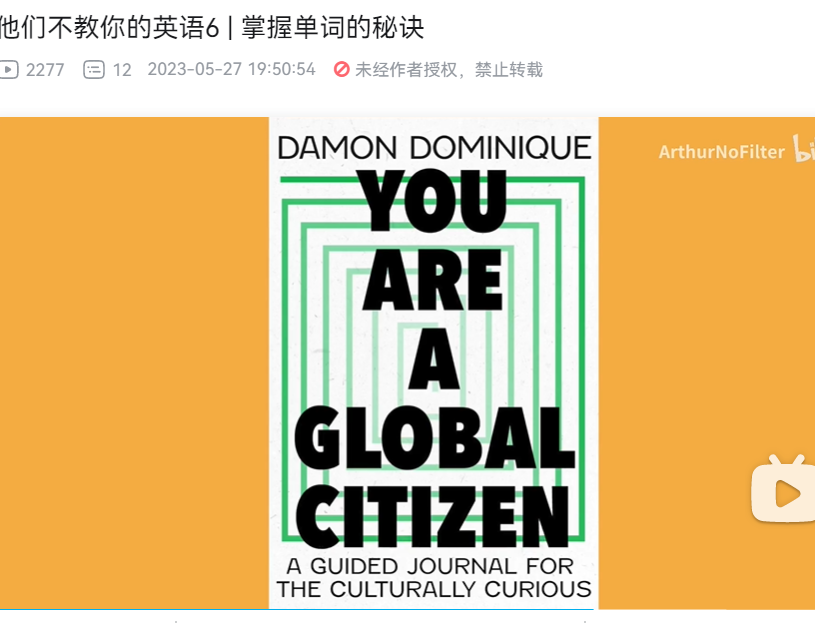 他们不教你的英语6 | 掌握单词的秘诀
2277 12 2023-05-27 19:50:54 未经作者授权，禁止转载
ArthurNoFilter bi
DAMON DOMINIQUE
YOU
ARE
A
GLOBAL
CITIZEN
A GUIDED JOURNAL FOR
THE CULTURALLY CURIOUS